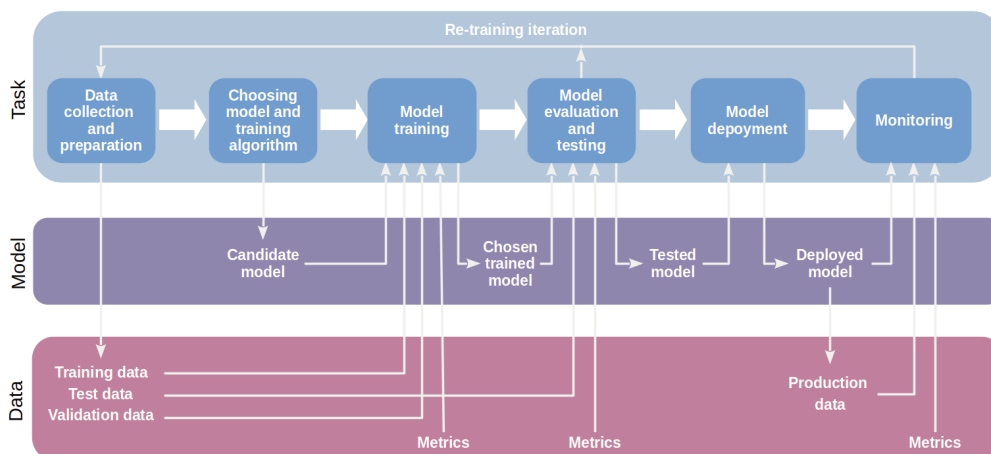 Re-training iteration
Task
Data
collection and
preparation
Choosing
model and
training
algorithm
Model
training
Model
evaluation
and
testing
Model
depoyment
Monitoring
Model
Candidate
model
Chosen
trained
model
Tested
model
Deployed
model
Data
Training data
Test data
Validation data
Production
data
Metrics
Metrics
Metrics